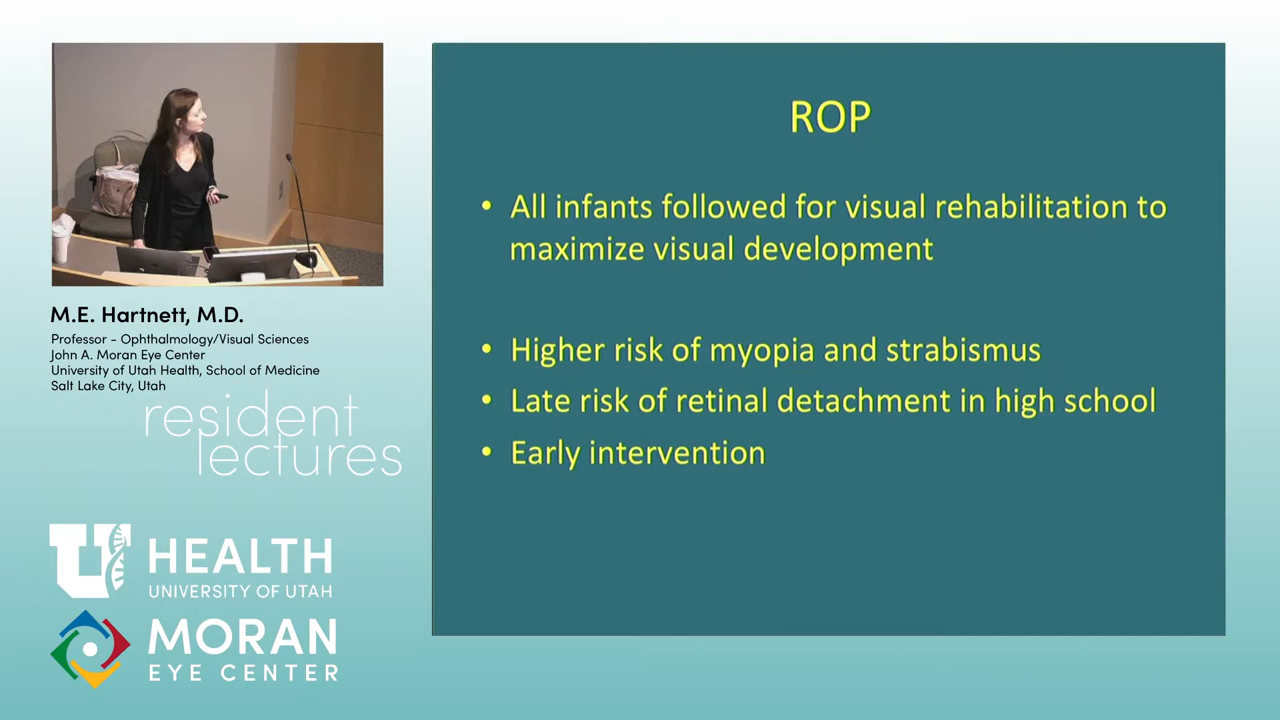 M.E. Hartnett, M.D.
Professor - Ophthalmology/Visual Sciences
John A. Moran Eye Center
University of Utah Health, School of Medicine
Salt Lake City, Utah
resident
lectures
U
HEALTH
UNIVERSITY OF UTAH
MORAN
EYE CENTER
ROP
• All infants followed for visual rehabilitation to
maximize visual development
• Higher risk of myopia and strabismus
• Late risk of retinal detachment in high school
• Early intervention